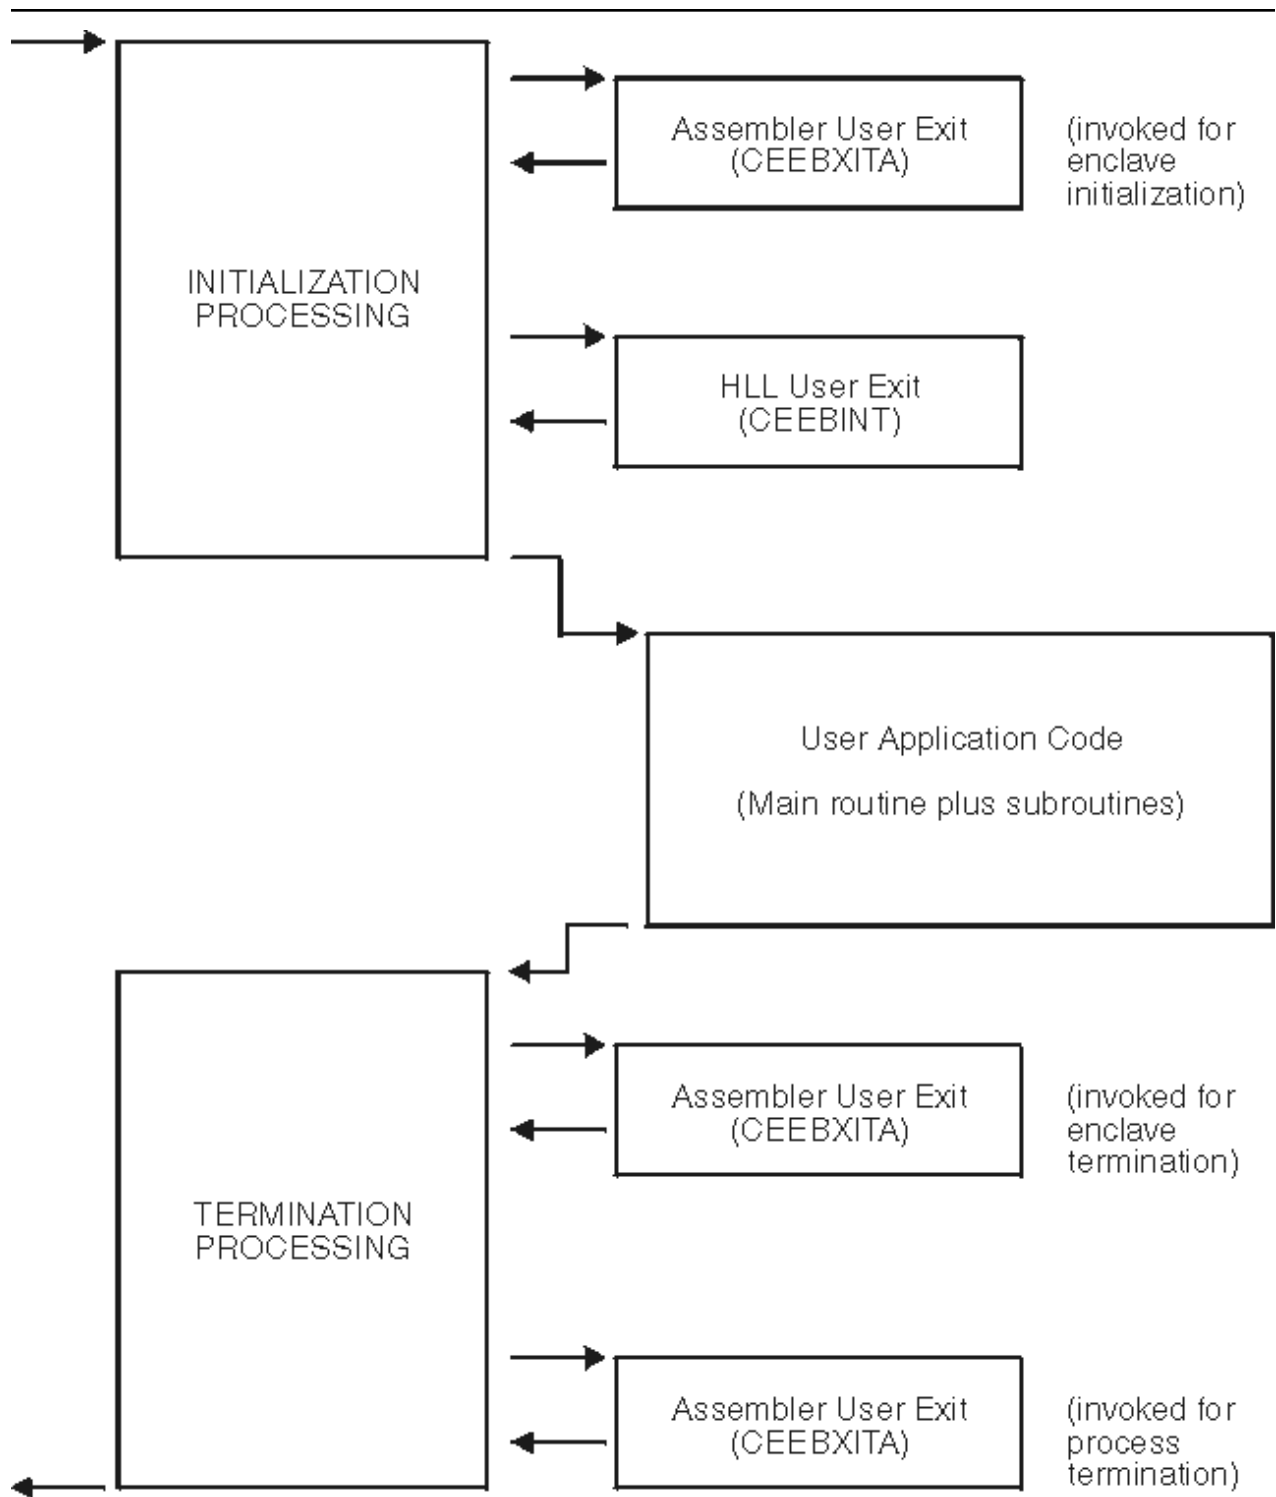 Assembler User Exit
(CEEBXITA)
(invoked for
enclave
initialization)
INITIALIZATION
PROCESSING
HLL User Exit
(CEEBINT)
User Application Code
(Main routine plus subroutines)
Assembler User Exit
(CEEBXITA)
(invoked for
enclave
termination)
TERMINATION
PROCESSING
Assembler User Exit
(CEEBXITA)
(invoked for
process
termination)